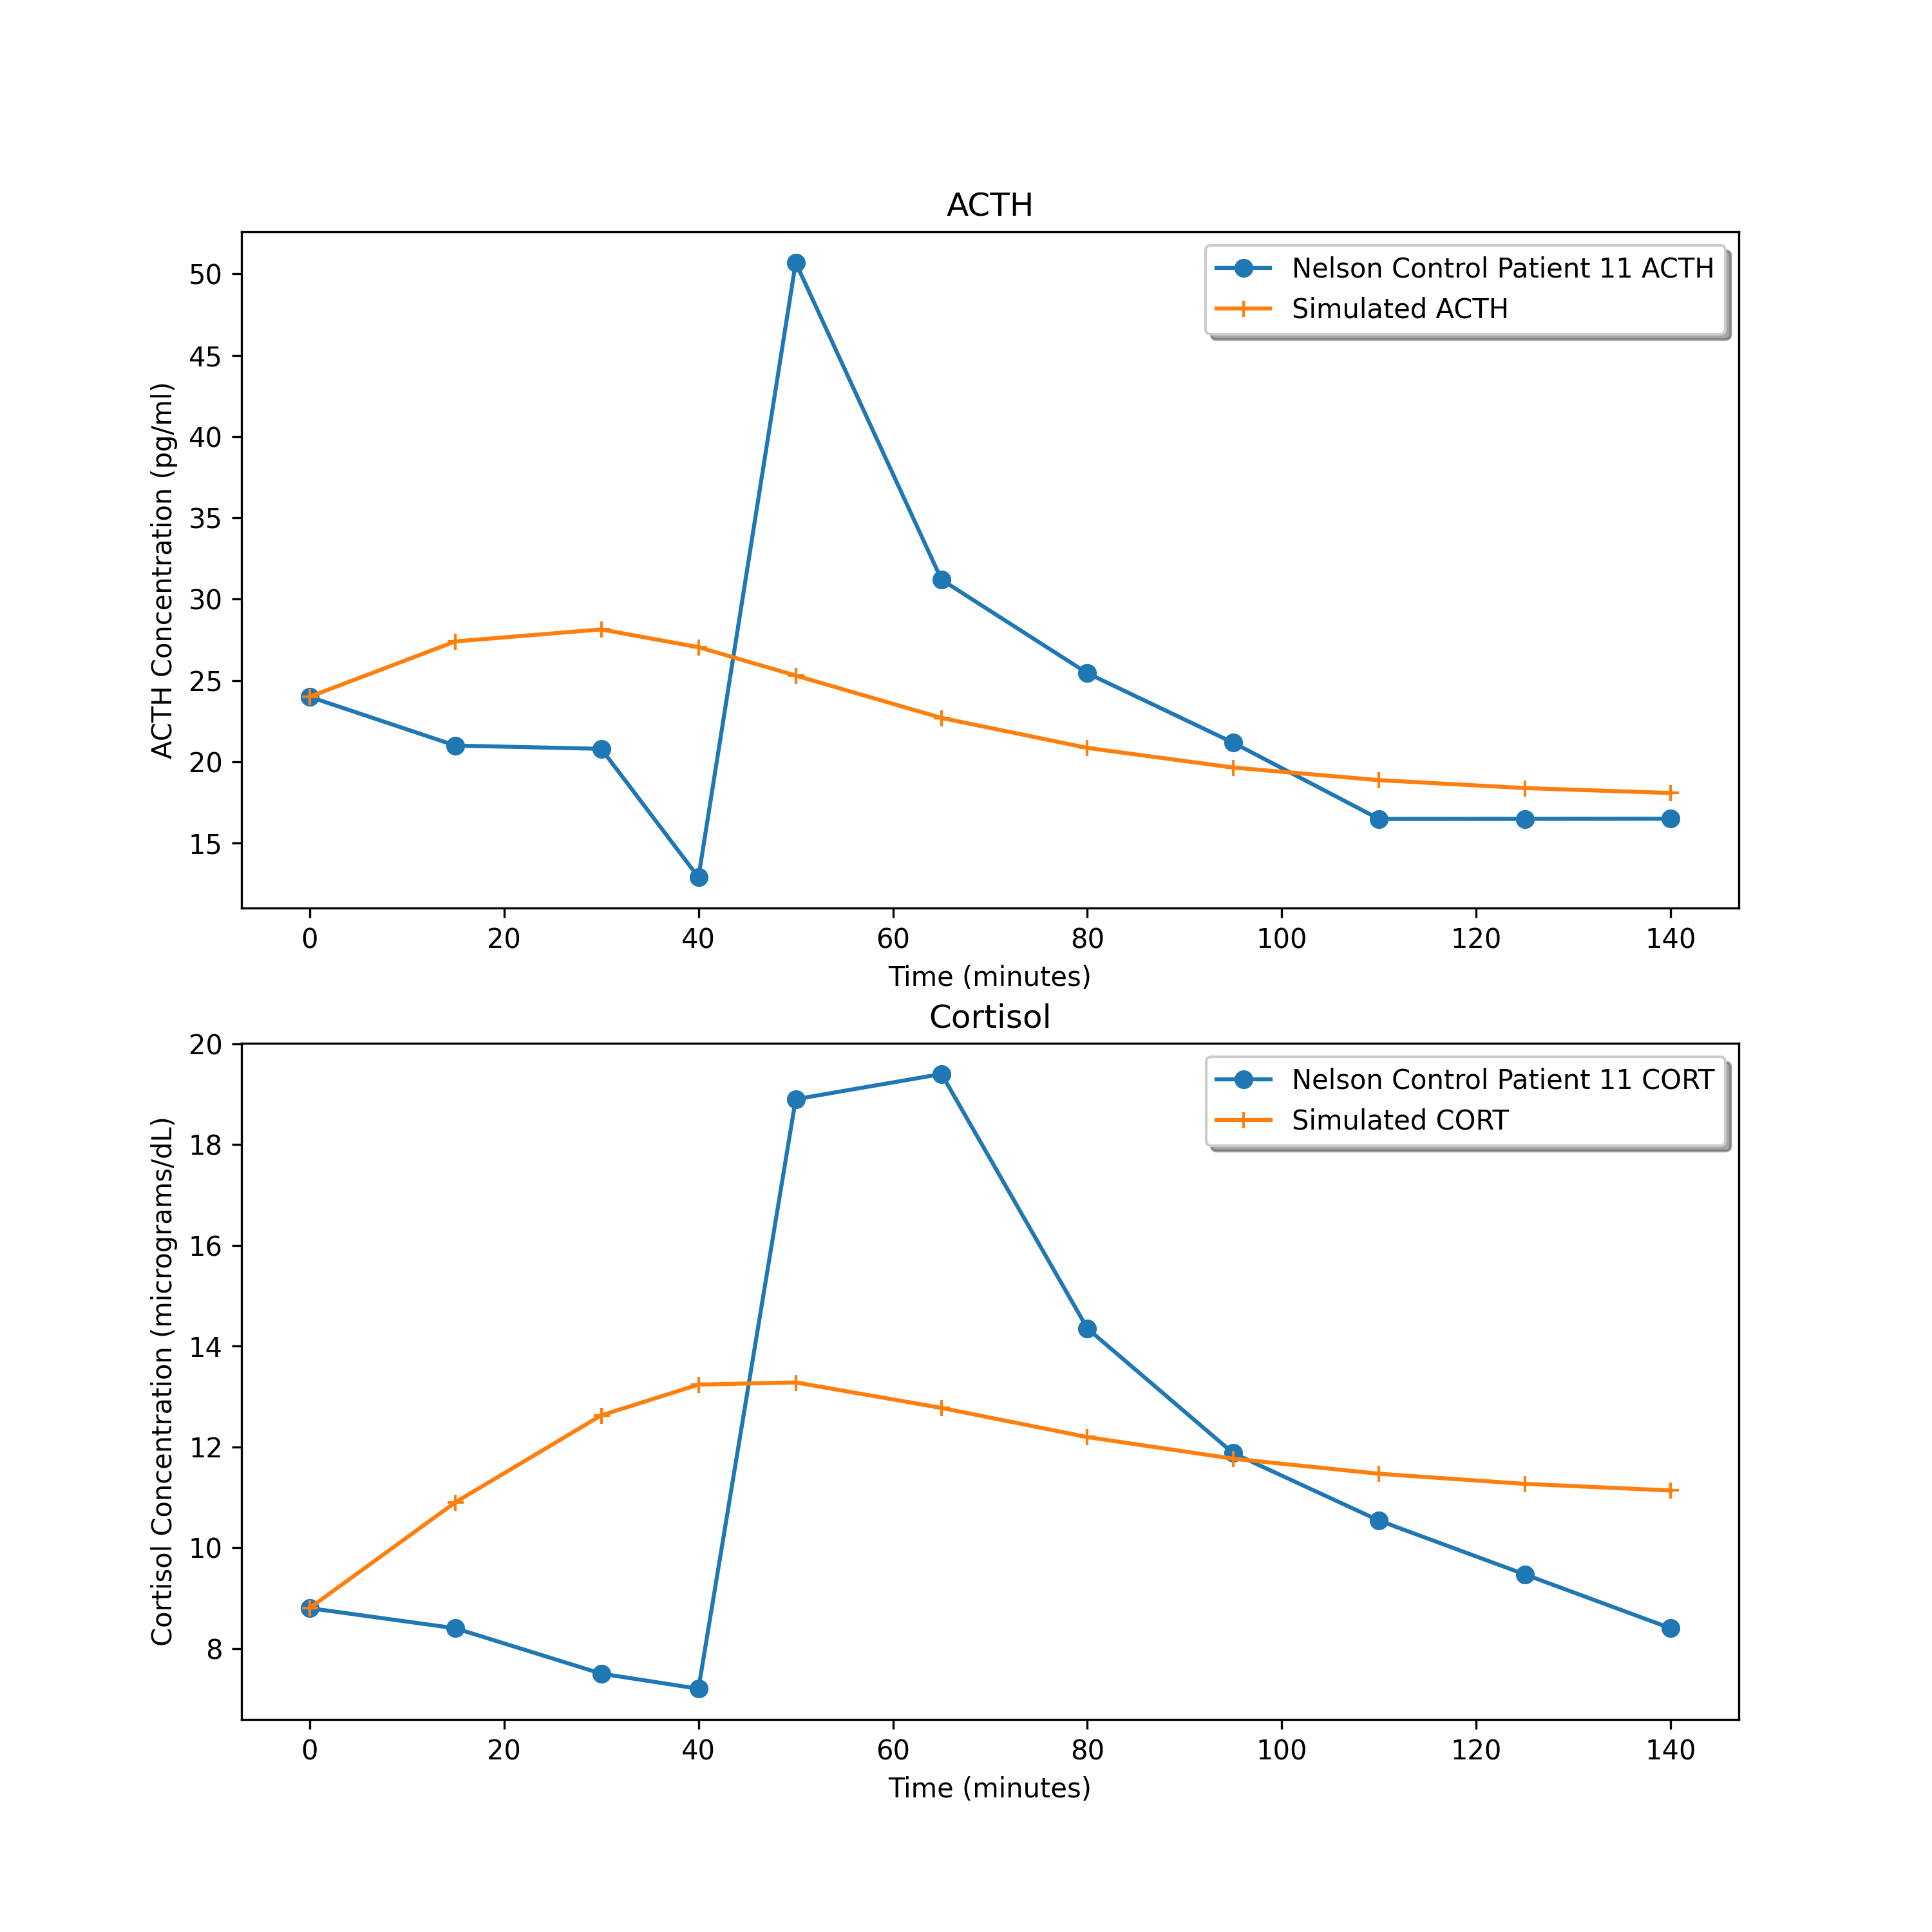 ACTH
Nelson Control Patient 11 ACTH
Simulated ACTH
ACTH Concentration (pg/ml)
50
45
40
35
30
25
20
15
0 20 40 60 80 100 120 140
Time (minutes)
Cortisol
Nelson Control Patient 11 CORT
Simulated CORT
Cortisol Concentration (micrograms/dL)
20
18
16
14
12
10
8
0 20 40 60 80 100 120 140
Time (minutes)